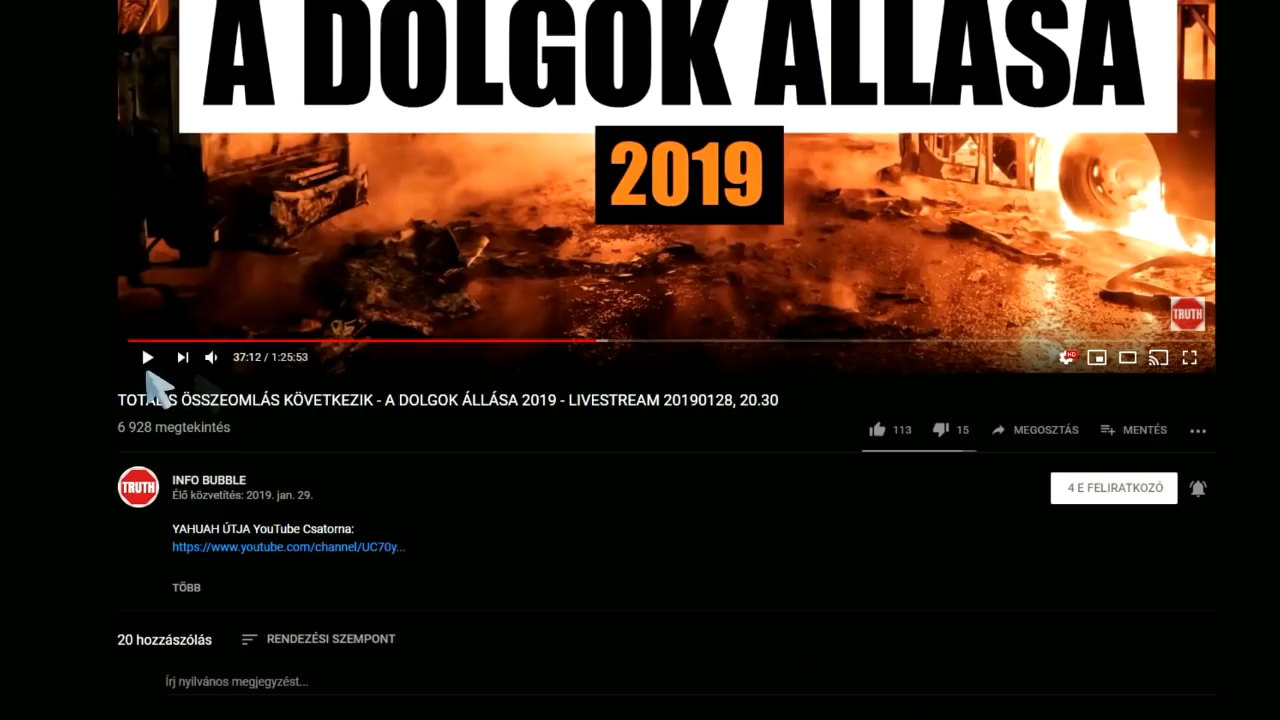 A DOLGOK ÁLLÁSA
2019
TRUTH
37:12 / 1:25:53
HD
TOTÁLIS ÖSSZEOMLÁS KÖVETKEZIK - A DOLGOK ÁLLÁSA 2019 - LIVESTREAM 20190128, 20.30
6 928 megtekintés
113 15 MEGOSZTÁS MENTÉS
TRUTH
INFO BUBBLE
Élő közvetítés: 2019. jan. 29.
4 E FELIRATKOZÓ
YAHUAH ÚTJA YouTube Csatorna:
https://www.youtube.com/channel/UC70y...
TÖBB
20 hozzászólás RENDEZÉSI SZEMPONT
Írj nyilvános megjegyzést...